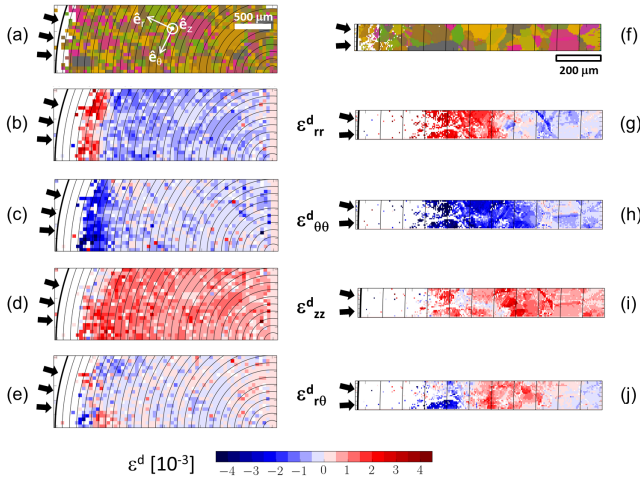 (a)
ê_r
ê_z
ê_θ
500 μm
(f)
200 μm
(b)
ε^d_rr
(g)
(c)
ε^d_θθ
(h)
(d)
ε^d_zz
(i)
(e)
ε^d_rθ
(j)
ε^d [10^-3]
−4 −3 −2 −1 0 1 2 3 4